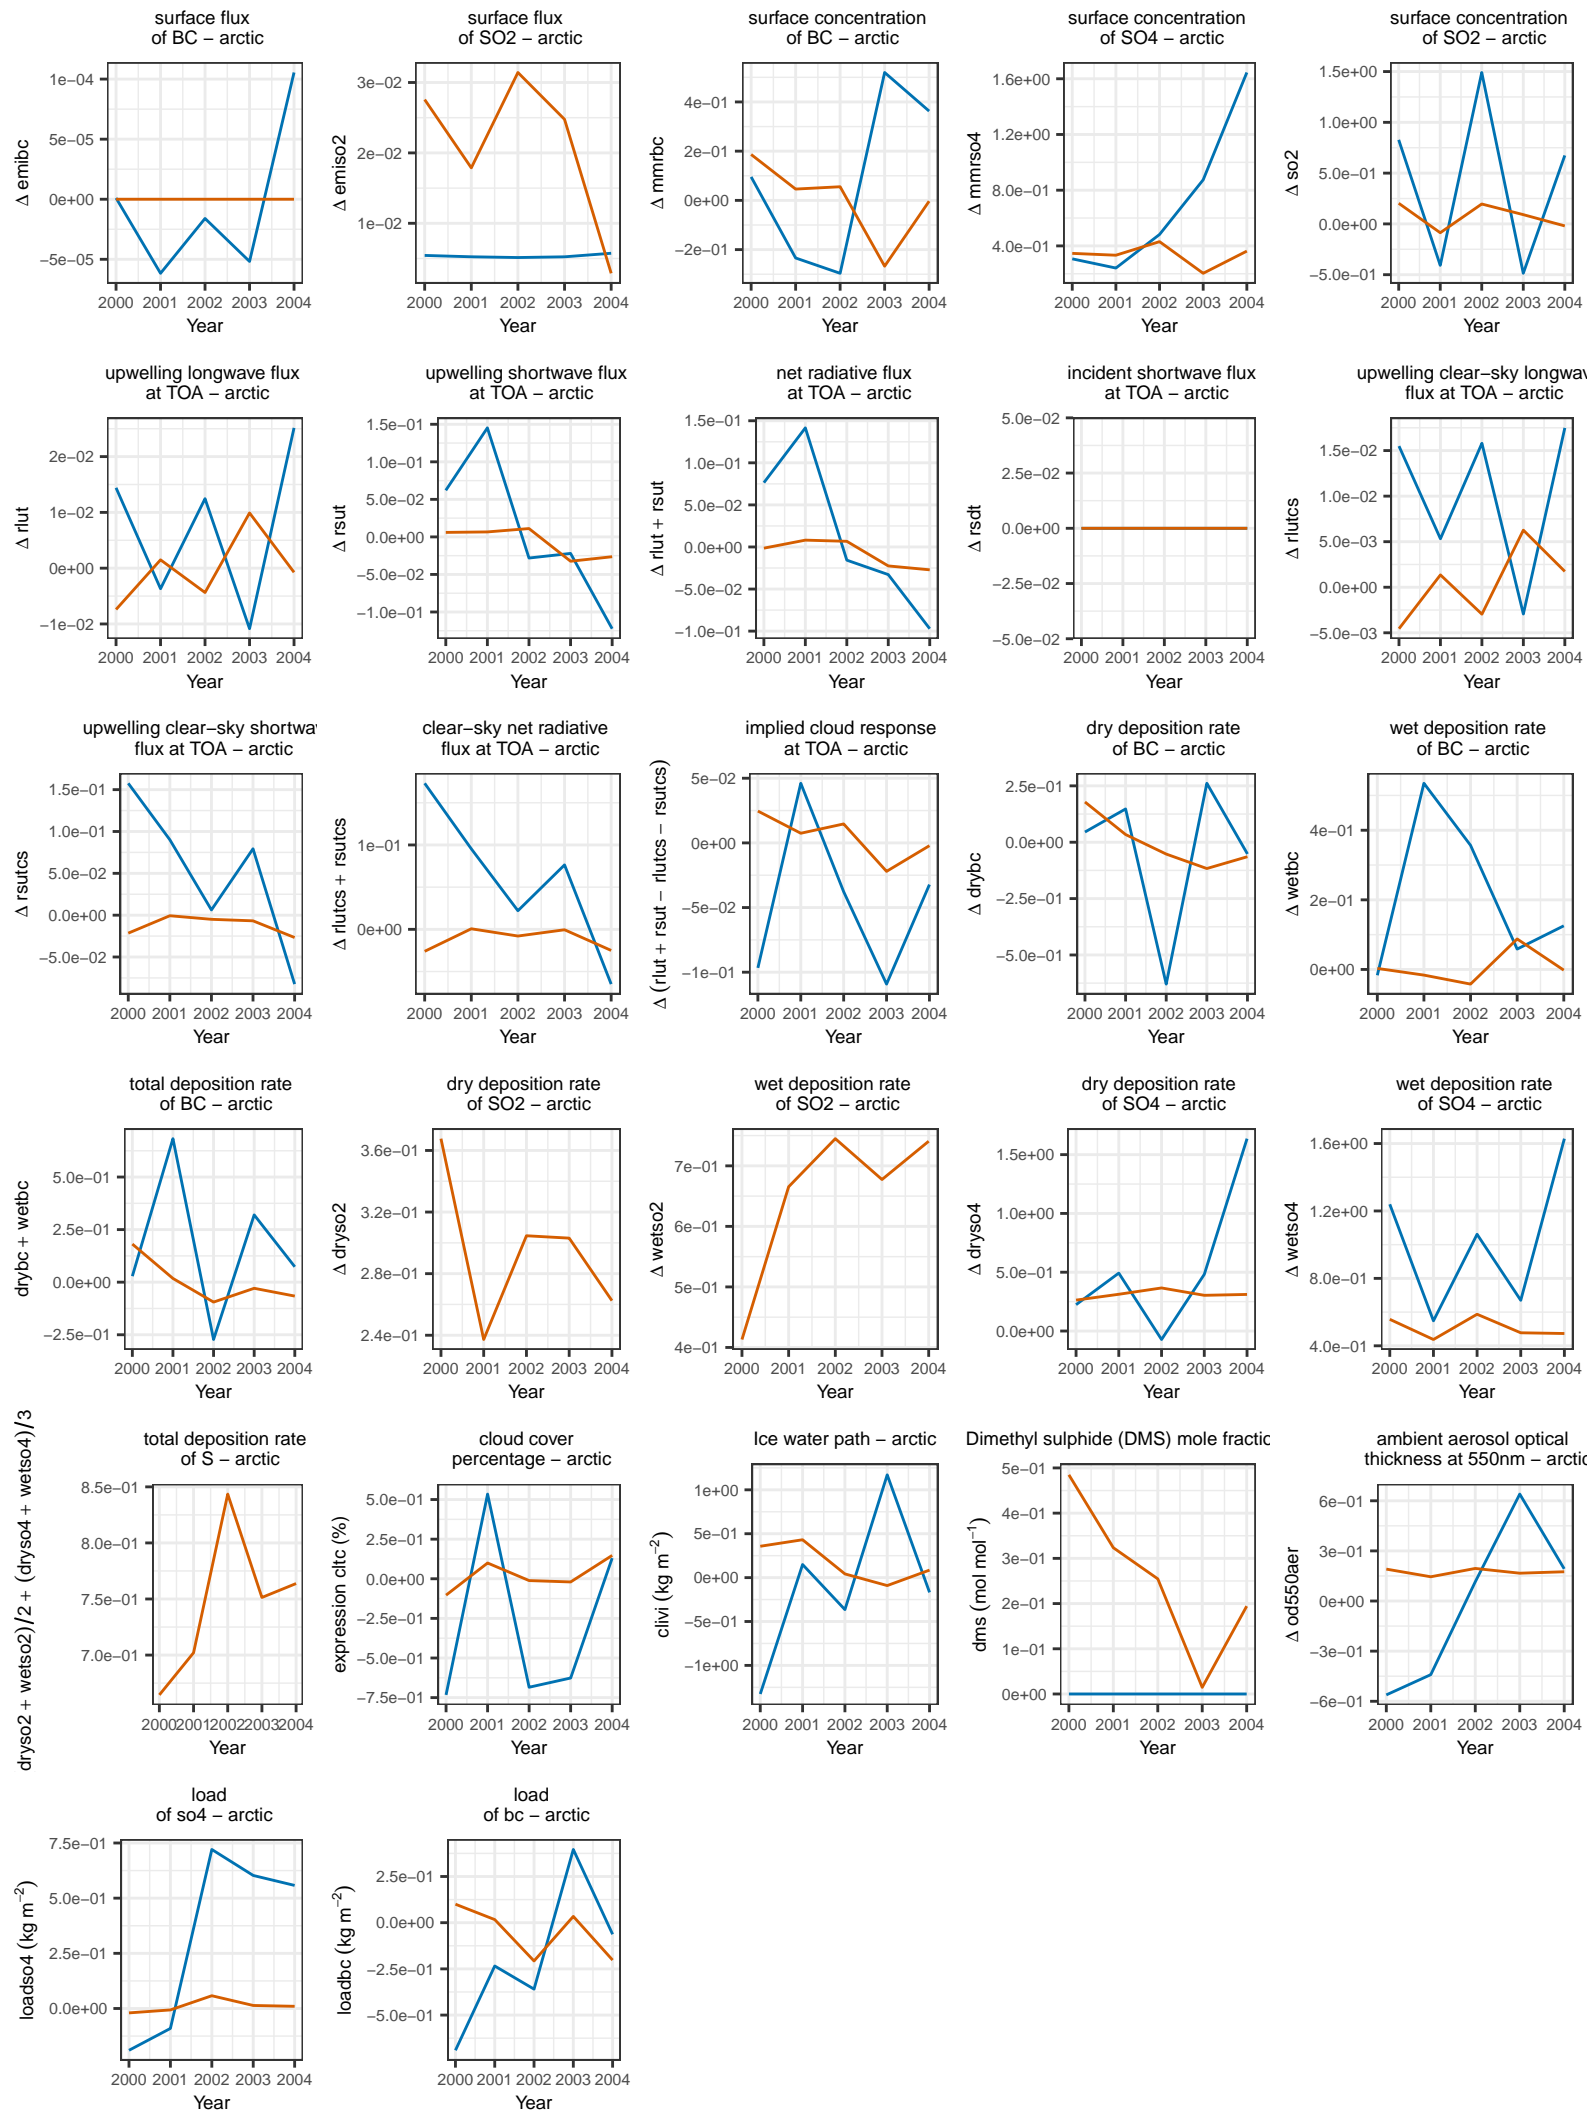 surface flux
of BC − arctic
Δ emibc
1e−04
5e−05
0e+00
−5e−05
2000 2001 2002 2003 2004
Year
surface flux
of SO2 − arctic
Δ emiso2
3e−02
2e−02
1e−02
2000 2001 2002 2003 2004
Year
surface concentration
of BC − arctic
Δ mmrbc
4e−01
2e−01
0e+00
−2e−01
2000 2001 2002 2003 2004
Year
surface concentration
of SO4 − arctic
Δ mmrso4
1.6e+00
1.2e+00
8.0e−01
4.0e−01
2000 2001 2002 2003 2004
Year
surface concentration
of SO2 − arctic
Δ so2
1.5e+00
1.0e+00
5.0e−01
0.0e+00
−5.0e−01
2000 2001 2002 2003 2004
Year
upwelling longwave flux
at TOA − arctic
Δ rlut
2e−02
1e−02
0e+00
−1e−02
2000 2001 2002 2003 2004
Year
upwelling shortwave flux
at TOA − arctic
Δ rsut
1.5e−01
1.0e−01
5.0e−02
0.0e+00
−5.0e−02
−1.0e−01
2000 2001 2002 2003 2004
Year
net radiative flux
at TOA − arctic
Δ rlut + rsut
1.5e−01
1.0e−01
5.0e−02
0.0e+00
−5.0e−02
−1.0e−01
2000 2001 2002 2003 2004
Year
incident shortwave flux
at TOA − arctic
Δ rsdt
5.0e−02
2.5e−02
0.0e+00
−2.5e−02
−5.0e−02
2000 2001 2002 2003 2004
Year
upwelling clear−sky longwav
flux at TOA − arctic
Δ rlutcs
1.5e−02
1.0e−02
5.0e−03
0.0e+00
−5.0e−03
2000 2001 2002 2003 2004
Year
upwelling clear−sky shortwav
flux at TOA − arctic
Δ rsutcs
1.5e−01
1.0e−01
5.0e−02
0.0e+00
−5.0e−02
2000 2001 2002 2003 2004
Year
clear−sky net radiative
flux at TOA − arctic
Δ rlutcs + rsutcs
1e−01
0e+00
2000 2001 2002 2003 2004
Year
implied cloud response
at TOA − arctic
Δ (rlut + rsut − rlutcs − rsutcs)
5e−02
0e+00
−5e−02
−1e−01
2000 2001 2002 2003 2004
Year
dry deposition rate
of BC − arctic
Δ drybc
2.5e−01
0.0e+00
−2.5e−01
−5.0e−01
2000 2001 2002 2003 2004
Year
wet deposition rate
of BC − arctic
Δ wetbc
4e−01
2e−01
0e+00
2000 2001 2002 2003 2004
Year
total deposition rate
of BC − arctic
drybc + wetbc
5.0e−01
2.5e−01
0.0e+00
−2.5e−01
2000 2001 2002 2003 2004
Year
dry deposition rate
of SO2 − arctic
Δ dryso2
3.6e−01
3.2e−01
2.8e−01
2.4e−01
2000 2001 2002 2003 2004
Year
wet deposition rate
of SO2 − arctic
Δ wetso2
7e−01
6e−01
5e−01
4e−01
2000 2001 2002 2003 2004
Year
dry deposition rate
of SO4 − arctic
Δ dryso4
1.5e+00
1.0e+00
5.0e−01
0.0e+00
2000 2001 2002 2003 2004
Year
wet deposition rate
of SO4 − arctic
Δ wetso4
1.6e+00
1.2e+00
8.0e−01
4.0e−01
2000 2001 2002 2003 2004
Year
total deposition rate
of S − arctic
dryso2 + wetso2)/2 + (dryso4 + wetso4)/3
8.5e−01
8.0e−01
7.5e−01
7.0e−01
2000 2001 2002 2003 2004
Year
cloud cover
percentage − arctic
expression cltc (%)
5.0e−01
2.5e−01
0.0e+00
−2.5e−01
−5.0e−01
−7.5e−01
2000 2001 2002 2003 2004
Year
Ice water path − arctic
clivi (kg m−2)
1e+00
5e−01
0e+00
−5e−01
−1e+00
2000 2001 2002 2003 2004
Year
Dimethyl sulphide (DMS) mole fractic
dms (mol mol−1)
5e−01
4e−01
3e−01
2e−01
1e−01
0e+00
2000 2001 2002 2003 2004
Year
ambient aerosol optical
thickness at 550nm − arctic
Δ od550aer
6e−01
3e−01
0e+00
−3e−01
−6e−01
2000 2001 2002 2003 2004
Year
load
of so4 − arctic
loadso4 (kg m−2)
7.5e−01
5.0e−01
2.5e−01
0.0e+00
2000 2001 2002 2003 2004
Year
load
of bc − arctic
loadbc (kg m−2)
2.5e−01
0.0e+00
−2.5e−01
−5.0e−01
2000 2001 2002 2003 2004
Year